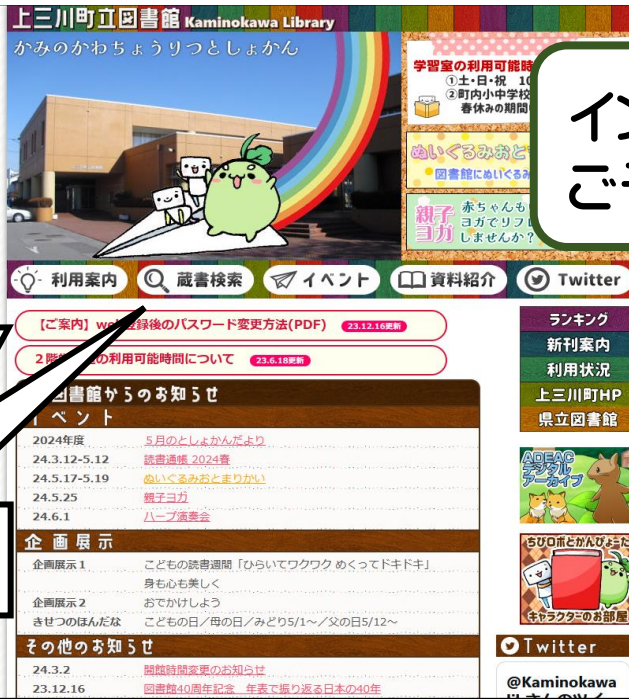 上三川町立図書館 Kaminokawa Library
かみのかわちょうりつとしょかん
学習室の利用可能時
①土・日・祝 10
②町内小中学校
春休みの期間
ぬいぐるみおと
図書館にぬいぐるみ
親子ヨガ
赤ちゃんも
ヨガでリフレ
しませんか?
イン
ご
利用案内
蔵書検索
イベント
資料紹介
Twitter
【ご案内】we 登録後のパスワード変更方法(PDF) 23.12.16更新
2階 の利用可能時間について 23.6.18更新
図書館からのお知らせ
イベント
2024年度 5月のとしょかんだより
24.3.12-5.12 読書通帳 2024春
24.5.17-5.19 ぬいぐるみおとまりかい
24.5.25 親子ヨガ
24.6.1 ハープ演奏会
企画展示
企画展示1 こどもの読書週間「ひらいてワクワク めくってドキドキ」
身も心も美しく
企画展示2 おでかけしよう
きせつのほんだな こどもの日/母の日/みどり5/1~/父の日5/12~
その他のお知らせ
24.3.2 開館時間変更のお知らせ
23.12.16 図書館40周年記念 年表で振り返る日本の40年
ランキング
新刊案内
利用状況
上三川町HP
県立図書館
ADEAC
デジタル
アーカイブ
ちびロボとかんぴょーた
キャラクターのお部屋
Twitter
@Kaminokawa